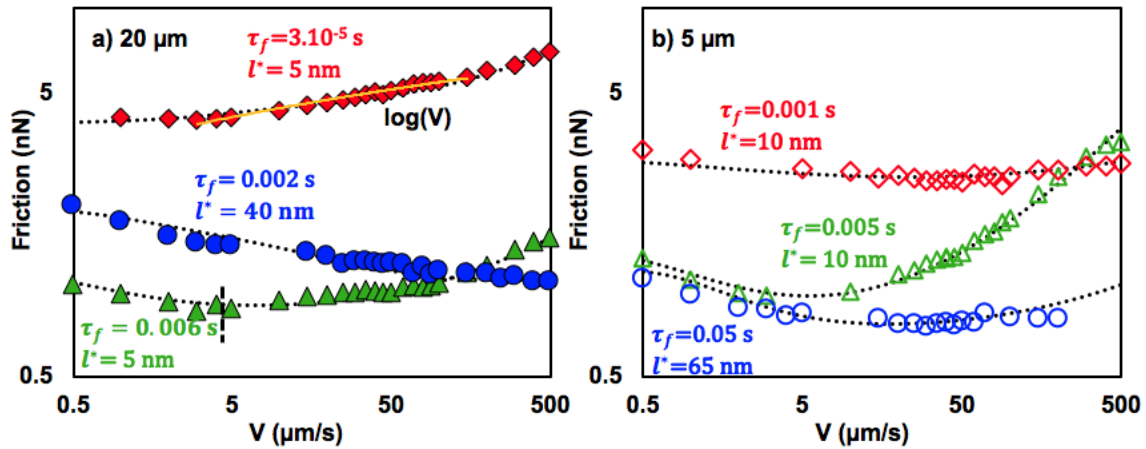 a) 20 µm
τf=3.10-5 s
l*= 5 nm
log(V)
τf= 0.002 s
l* = 40 nm
τf = 0.006 s
l*= 5 nm
Friction (nN)
5
0.5
0.5
5
50
500
V (µm/s)
b) 5 µm
τf=0.001 s
l*=10 nm
τf=0.005 s
l* = 10 nm
τf=0.05 s
l*=65 nm
Friction (nN)
5
0.5
0.5
5
50
500
V (µm/s)